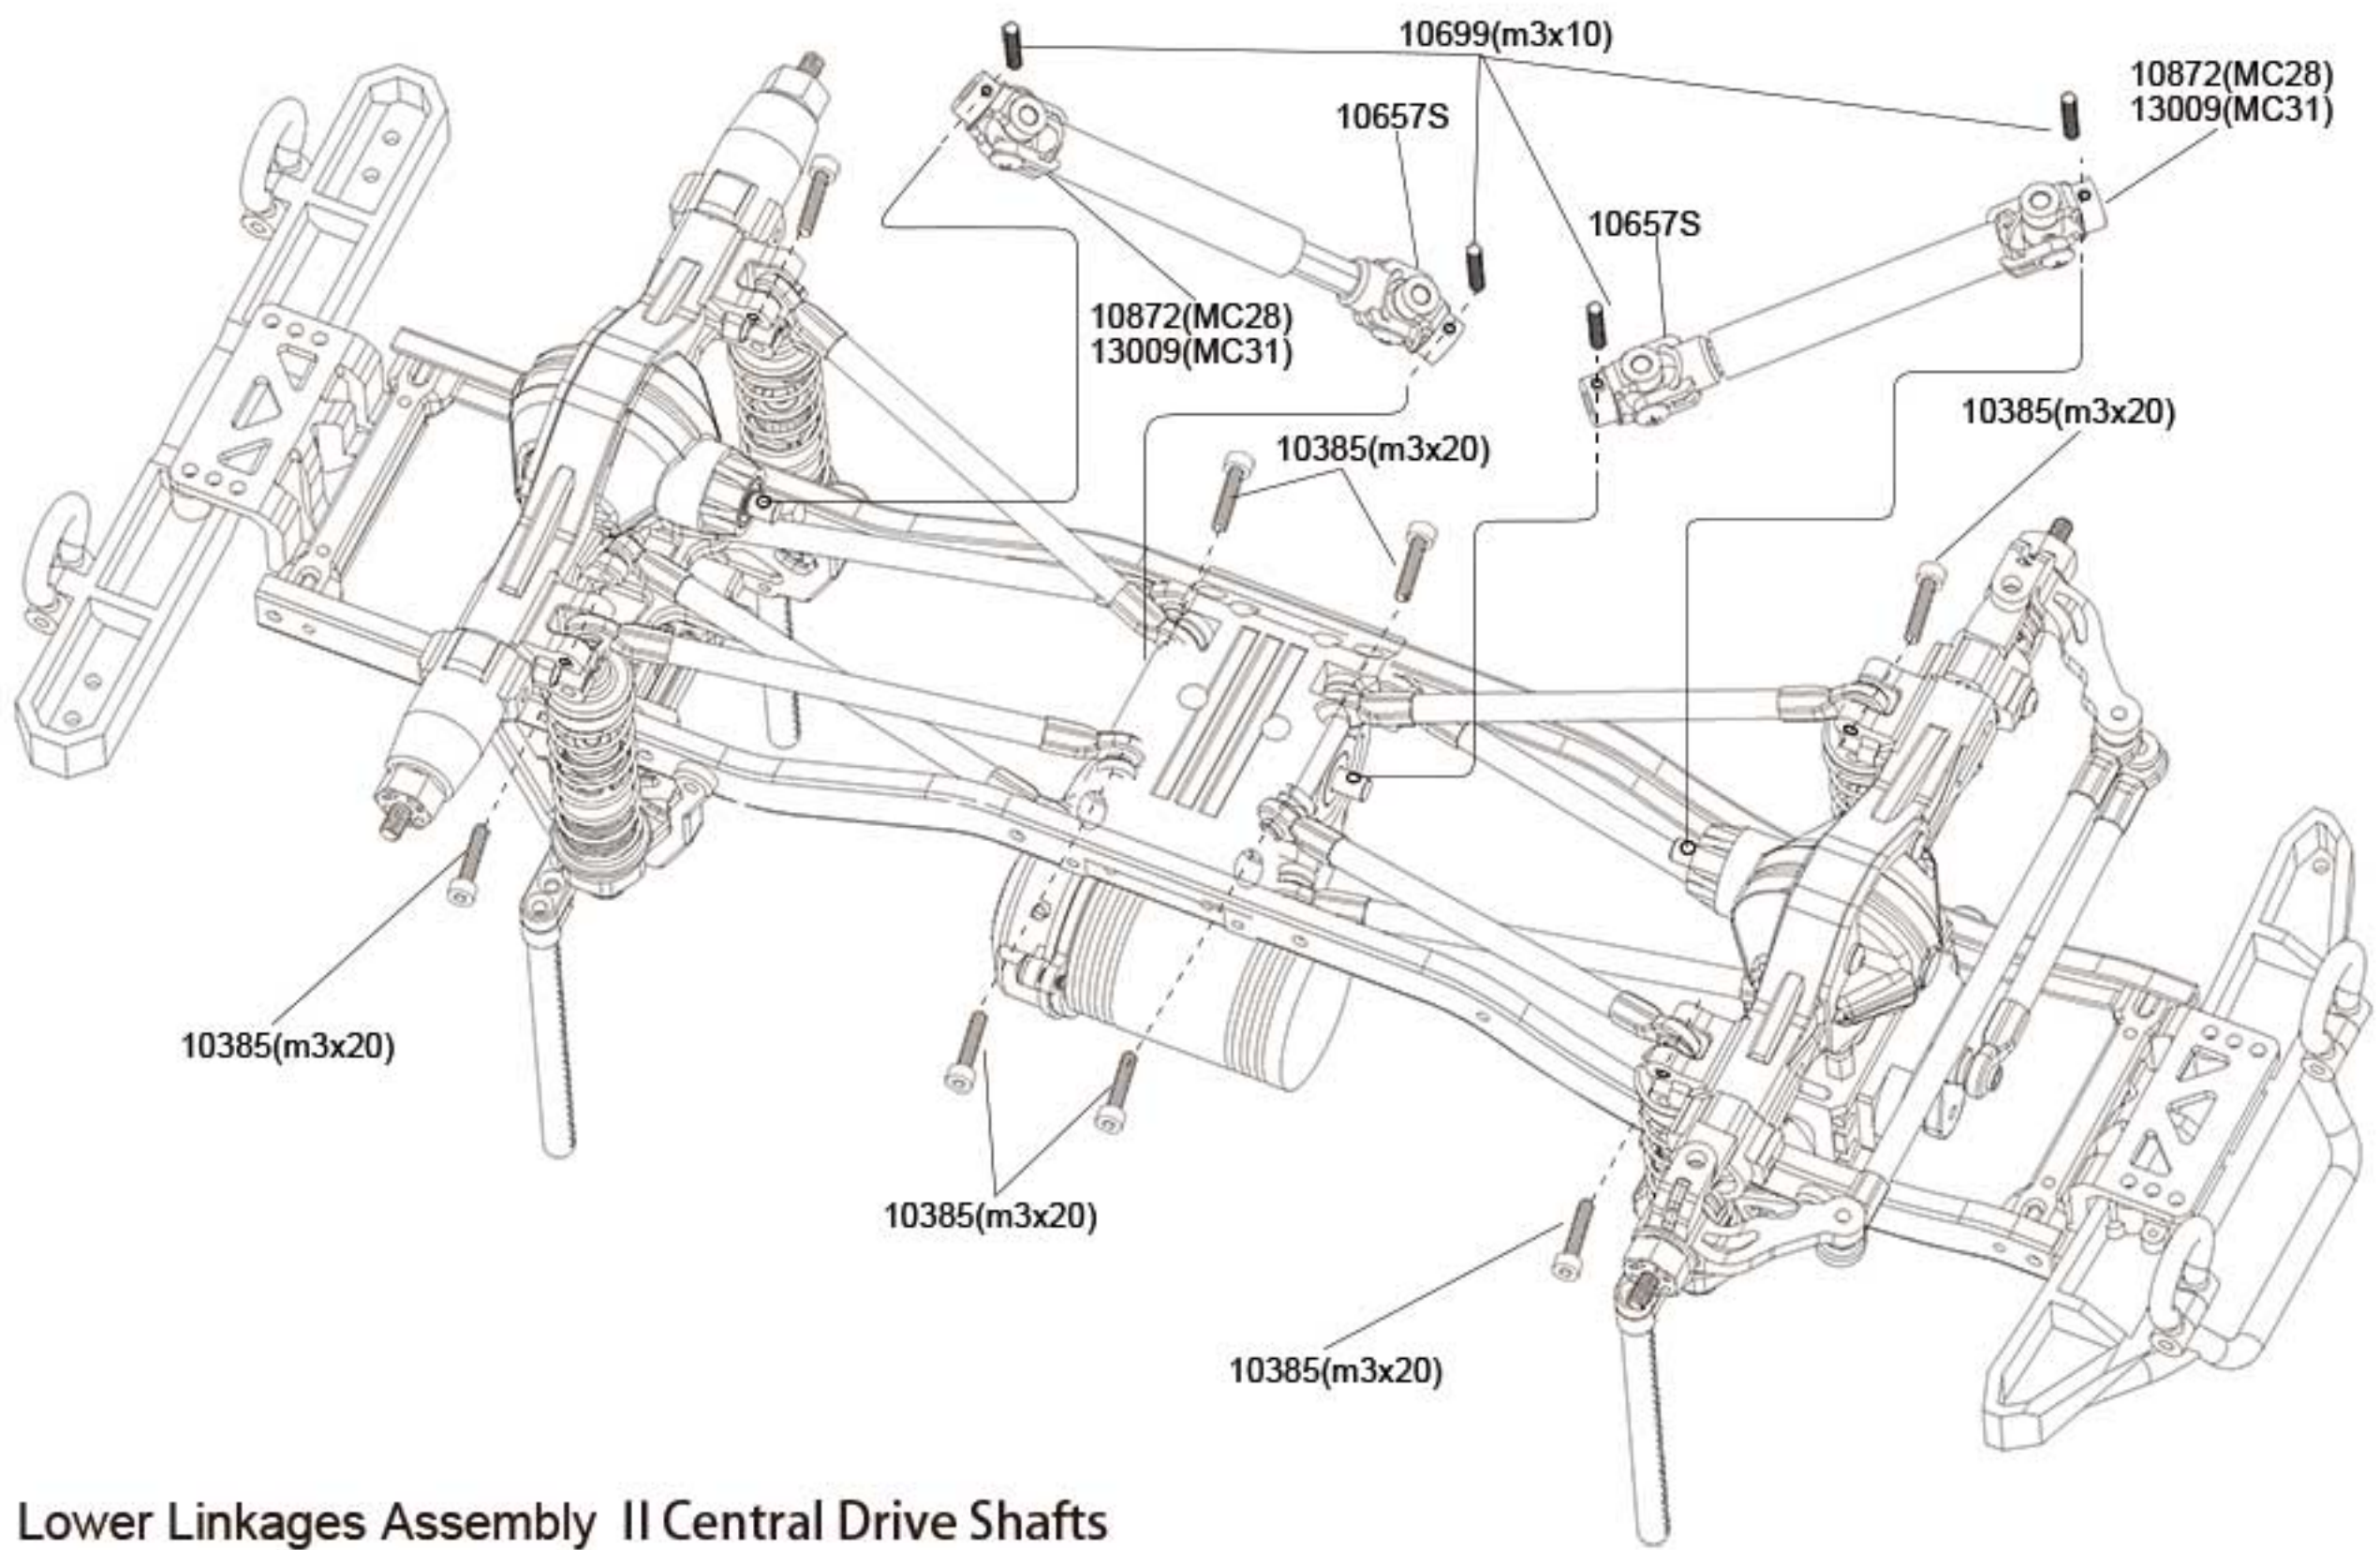 10699(m3x10)
10872(MC28)
13009(MC31)
10657S
10657S
10872(MC28)
13009(MC31)
10385(m3x20)
10385(m3x20)
10385(m3x20)
10385(m3x20)
10385(m3x20)
Lower Linkages Assembly II Central Drive Shafts